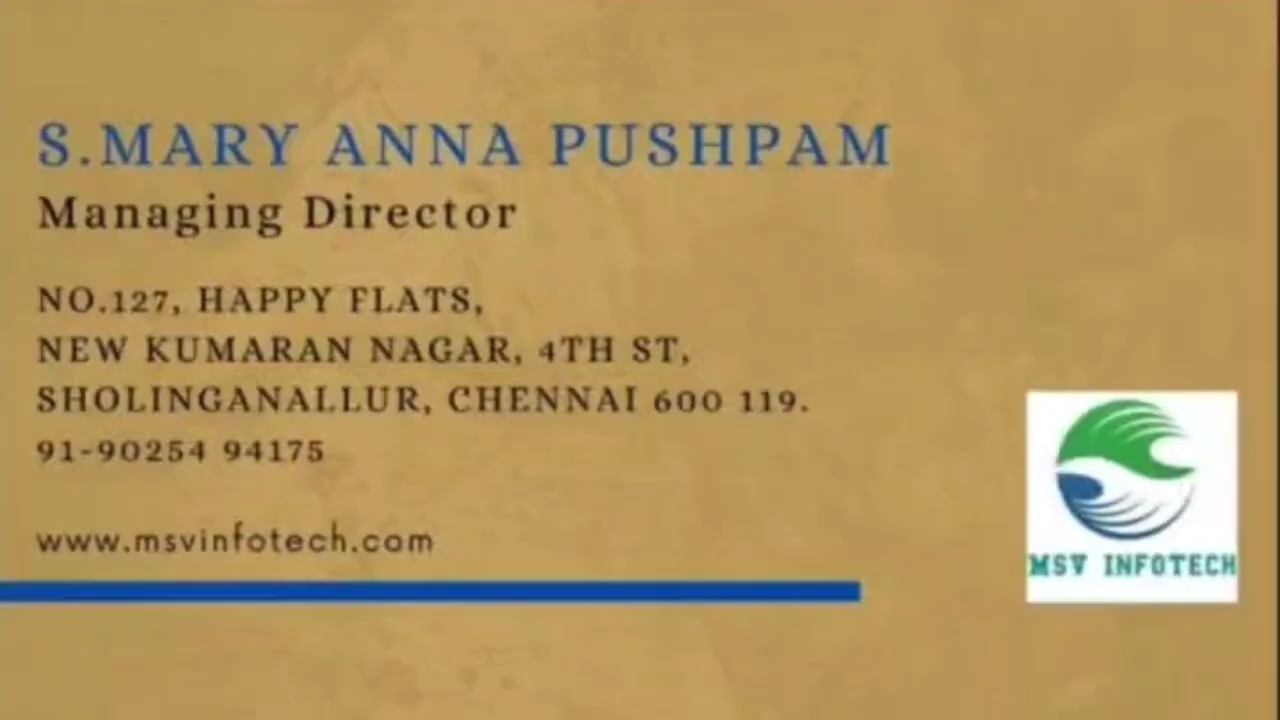 S.MARY ANNA PUSHPAM
Managing Director
NO.127, HAPPY FLATS,
NEW KUMARAN NAGAR, 4TH ST,
SHOLINGANALLUR, CHENNAI 600 119.
91-90254 94175
www.msvinfotech.com
MSV INFOTECH